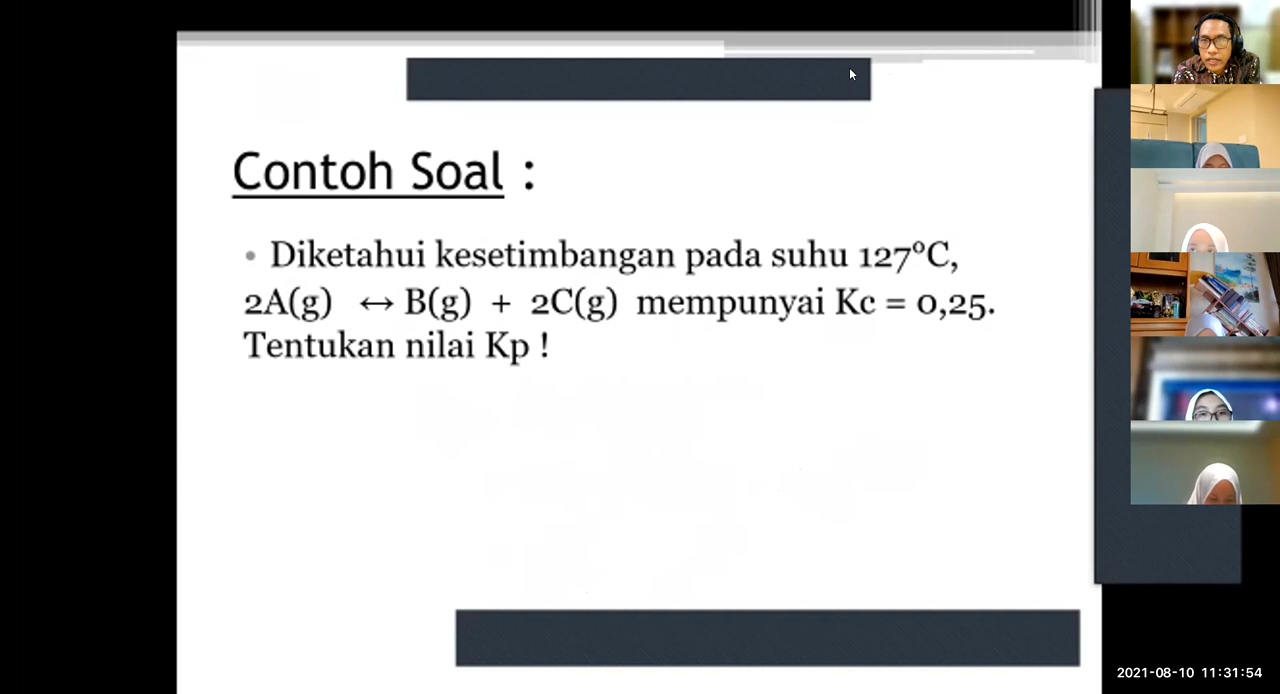 Contoh Soal :
• Diketahui kesetimbangan pada suhu 127⁰C,
2A(g) ↔ B(g) + 2C(g) mempunyai Kc = 0,25.
Tentukan nilai Kp !
2021-08-10 11:31:54